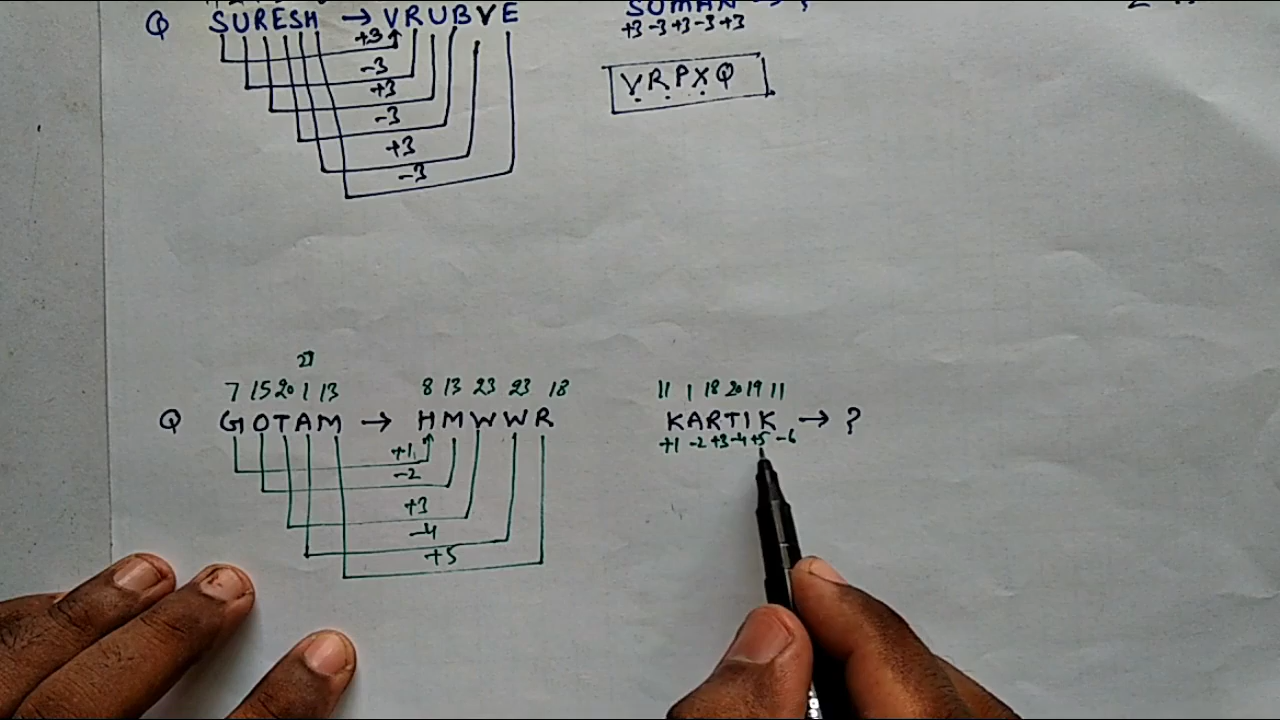 Q SURESH → VRUBVE
+3
-3
+3
-3
+3
-3
SUMAN → ?
+3 -3 +3 -3 +3
VRPXQ
7 15 20 1 13
8 13 23 23 18
Q GOTAM → HMWWR
+1
-2
+3
-4
+5
11 1 18 20 19 11
KARTIK → ?
+1 -2 +3 -4 +5 -6